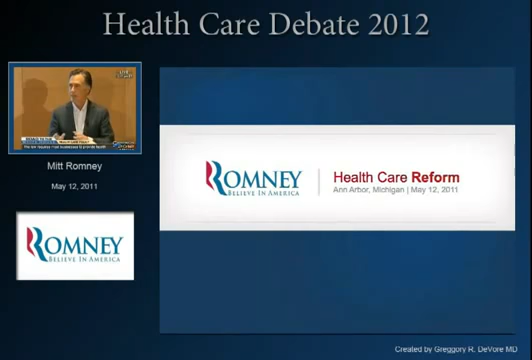 Health Care Debate 2012
Mitt Romney
May 12, 2011
ROMNEY
BELIEVE IN AMERICA
ROMNEY
BELIEVE IN AMERICA
Health Care Reform
Ann Arbor, Michigan | May 12, 2011
Created by Greggory R. DeVore MD